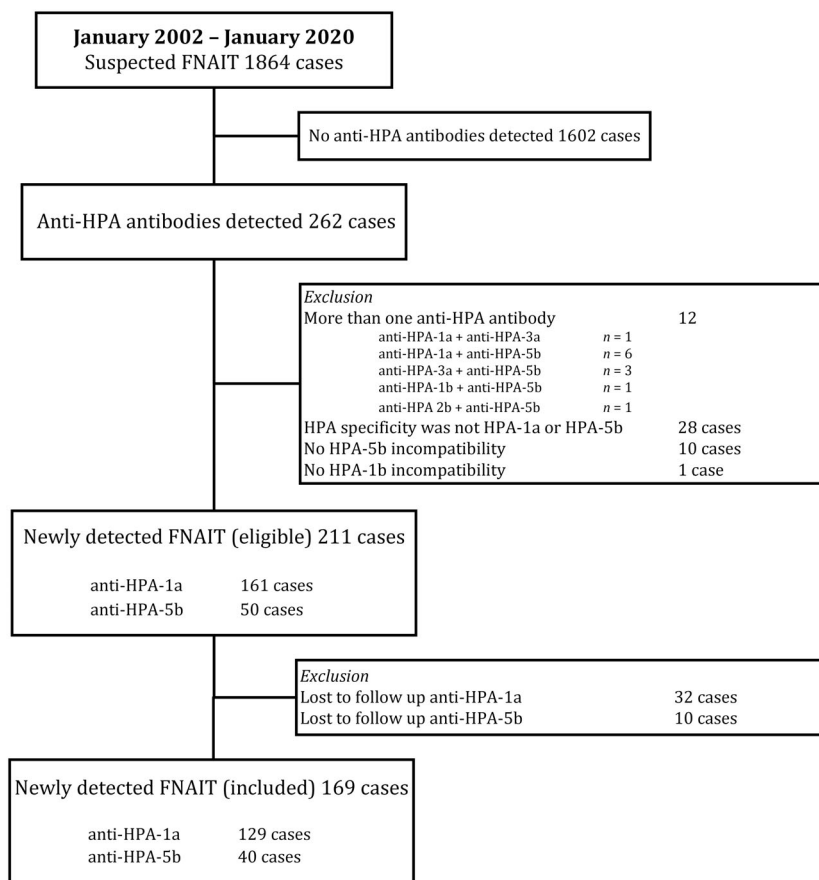 January 2002 – January 2020
Suspected FNAIT 1864 cases
No anti-HPA antibodies detected 1602 cases
Anti-HPA antibodies detected 262 cases
Exclusion
More than one anti-HPA antibody 12
anti-HPA-1a + anti-HPA-3a n = 1
anti-HPA-1a + anti-HPA-5b n = 6
anti-HPA-3a + anti-HPA-5b n = 3
anti-HPA-1b + anti-HPA-5b n = 1
anti-HPA 2b + anti-HPA-5b n = 1
HPA specificity was not HPA-1a or HPA-5b 28 cases
No HPA-5b incompatibility 10 cases
No HPA-1b incompatibility 1 case
Newly detected FNAIT (eligible) 211 cases
anti-HPA-1a 161 cases
anti-HPA-5b 50 cases
Exclusion
Lost to follow up anti-HPA-1a 32 cases
Lost to follow up anti-HPA-5b 10 cases
Newly detected FNAIT (included) 169 cases
anti-HPA-1a 129 cases
anti-HPA-5b 40 cases